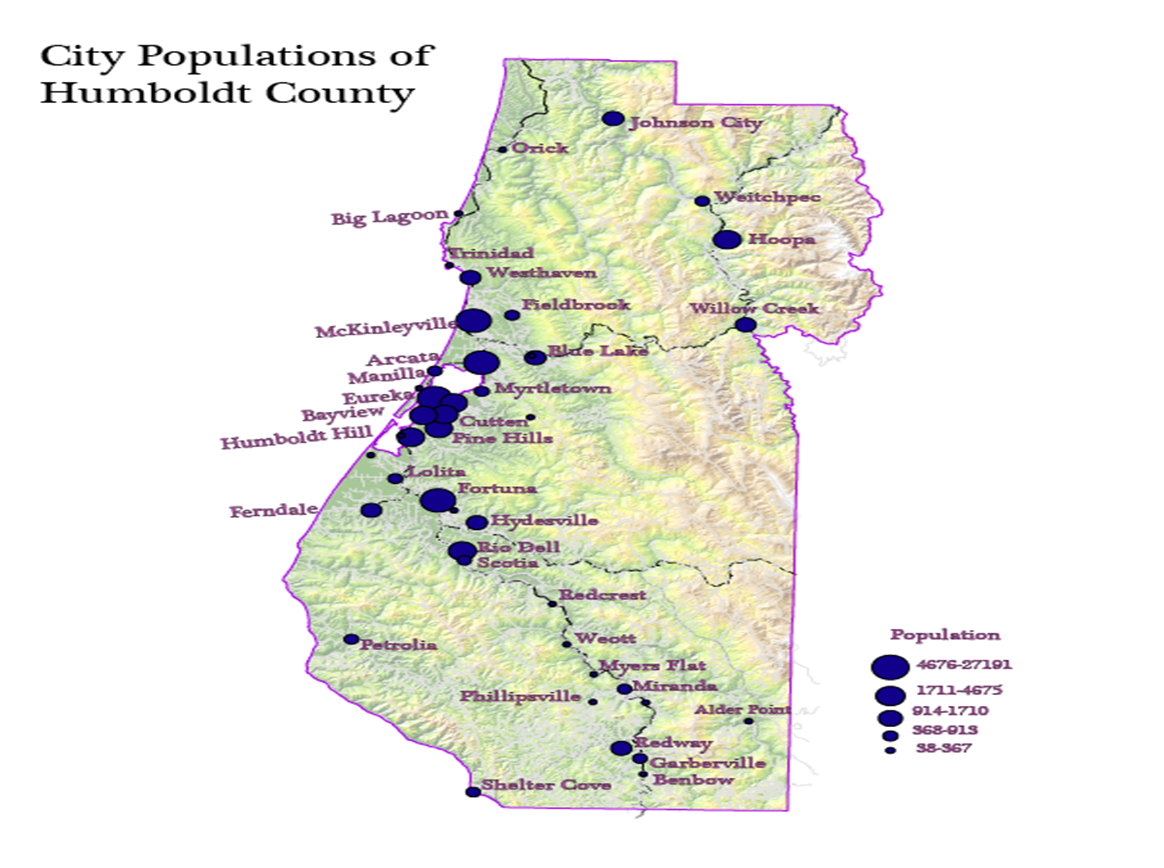 City Populations of
Humboldt County
Johnson City
Orick
Weitchpec
Big Lagoon
Hoopa
Trinidad
Westhaven
Fieldbrook
Willow Creek
McKinleyville
Blue Lake
Arcata
Manilla
Myrtletown
Eureka
Bayview
Cutten
Humboldt Hill
Pine Hills
Lolita
Fortuna
Ferndale
Hydesville
Rio Dell
Scotia
Redcrest
Weott
Petrolia
Myers Flat
Miranda
Phillipsville
Alder Point
Redway
Garberville
Benbow
Shelter Cove
Population
4676-27191
1711-4675
914-1710
368-913
38-367